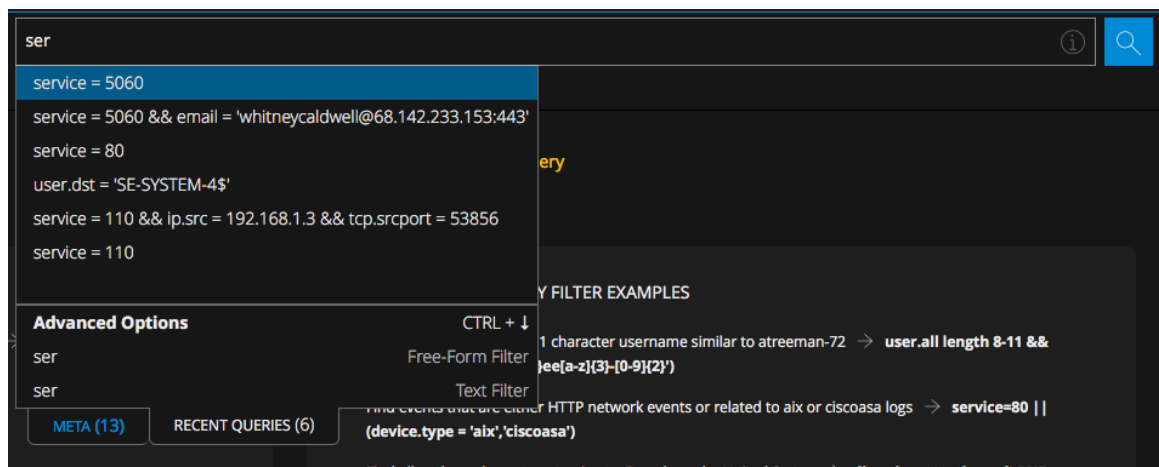 ser
service = 5060
service = 5060 && email = 'whitneycaldwell@68.142.233.153:443'
service = 80
ery
user.dst = 'SE-SYSTEM-4$'
service = 110 && ip.src = 192.168.1.3 && tcp.srcport = 53856
service = 110
Y FILTER EXAMPLES
Advanced Options CTRL + ↓
1 character username similar to atreeman-72 → user.all length 8-11 &&
ser Free-Form Filter
}ee[a-z]{3}-[0-9]{2}')
ser Text Filter
Find events that are either HTTP network events or related to aix or ciscoasa logs → service=80 ||
META (13) RECENT QUERIES (6)
(device.type = 'aix','ciscoasa')